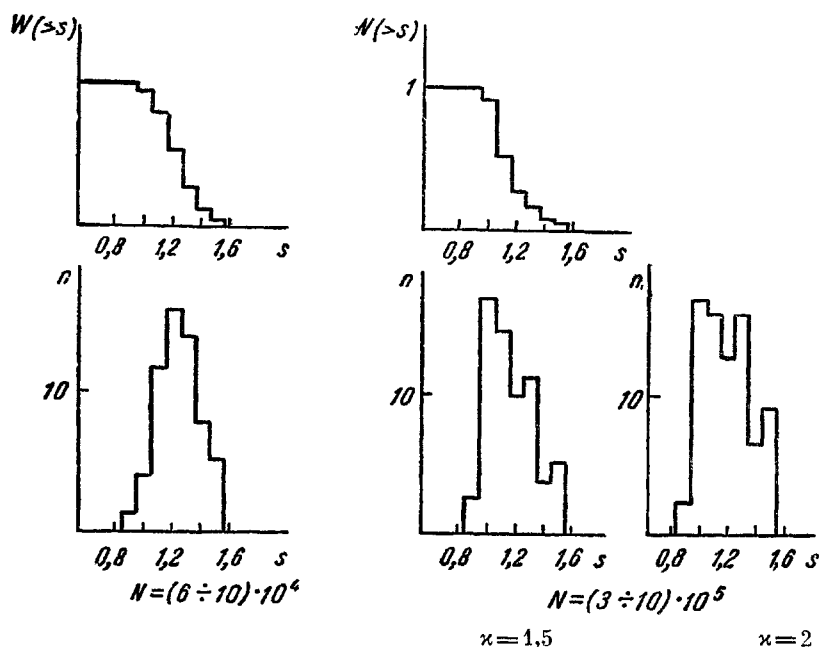 W(>s)
N(>s)
1
0,8 1,2 1,6 s
0,8 1,2 1,6 s
n
n
n
10
10
10
0,8 1,2 1,6 s
0,8 1,2 1,6 s
0,8 1,2 1,6 s
N=(6÷10)·10⁴
N=(3÷10)·10⁵
ϰ=1,5
ϰ=2